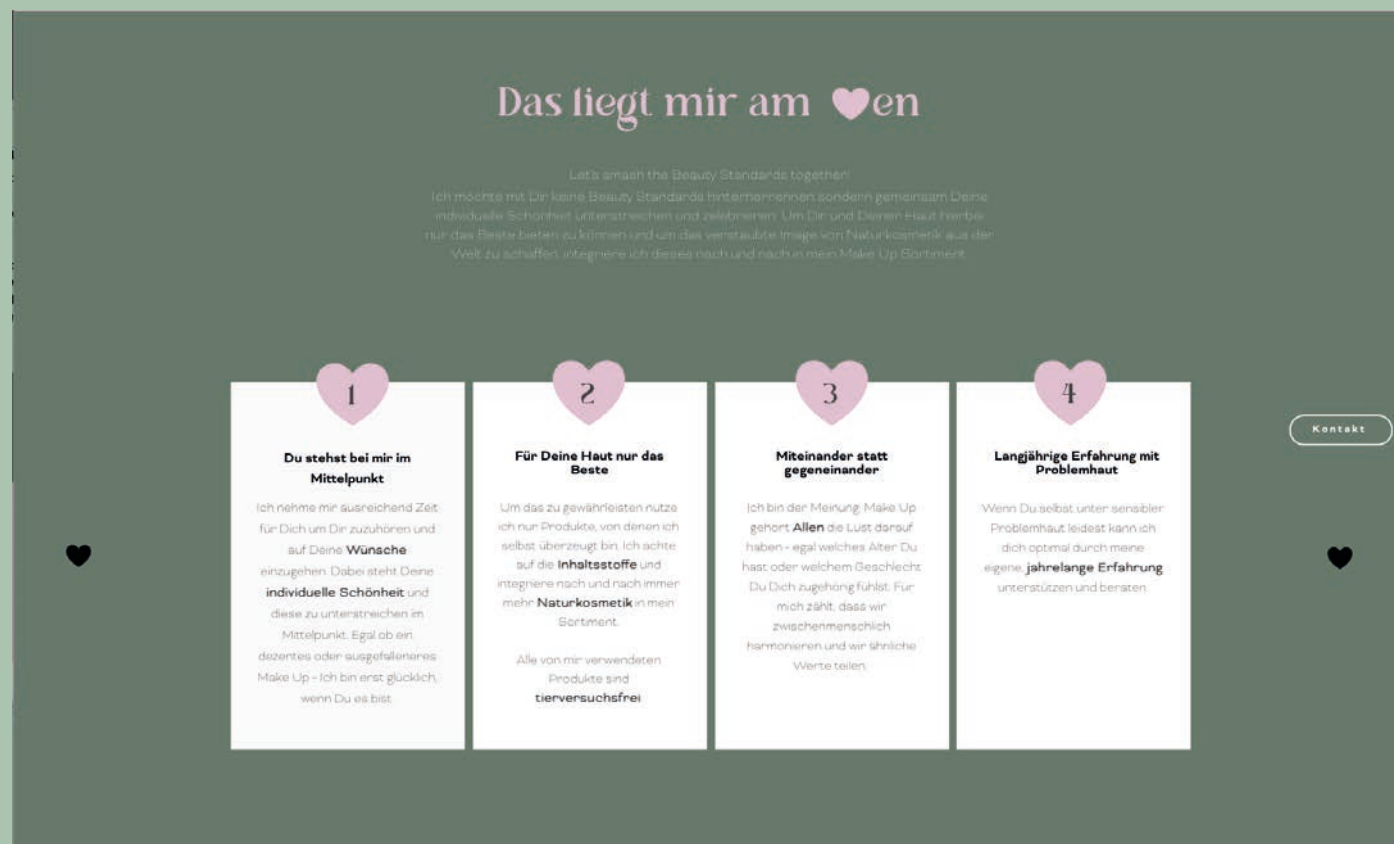 Das liegt mir am ♥en
Let's smash the Beauty Standards together!
Ich möchte mit Dir keine Beauty Standards hinterherrennen sondern gemeinsam Deine
individuelle Schönheit unterstreichen und zelebrieren. Um Dir und Deinen Haut hierbei
nur das Beste bieten zu können und um das verstaubte Image von Naturkosmetik aus der
Welt zu schaffen, integriere ich dieses nach und nach in mein Make Up Sortiment.
1
Du stehst bei mir im
Mittelpunkt
Ich nehme mir ausreichend Zeit
für Dich um Dir zuzuhören und
auf Deine Wünsche
einzugehen. Dabei steht Deine
individuelle Schönheit und
diese zu unterstreichen im
Mittelpunkt. Egal ob ein
dezentes oder ausgefalleneres
Make Up - Ich bin erst glücklich,
wenn Du es bist.
2
Für Deine Haut nur das
Beste
Um das zu gewährleisten nutze
ich nur Produkte, von denen ich
selbst überzeugt bin. Ich achte
auf die Inhaltsstoffe und
integriere nach und nach immer
mehr Naturkosmetik in mein
Sortiment.
Alle von mir verwendeten
Produkte sind
tierversuchsfrei
3
Miteinander statt
gegeneinander
Ich bin der Meinung: Make Up
gehört Allen die Lust darauf
haben - egal welches Alter Du
hast oder welchem Geschlecht
Du Dich zugehörig fühlst. Für
mich zählt, dass wir
zwischenmenschlich
harmonieren und wir ähnliche
Werte teilen.
4
Langjährige Erfahrung mit
Problemhaut
Wenn Du selbst unter sensibler
Problemhaut leidest kann ich
dich optimal durch meine
eigene, jahrelange Erfahrung
unterstützen und beraten.
Kontakt